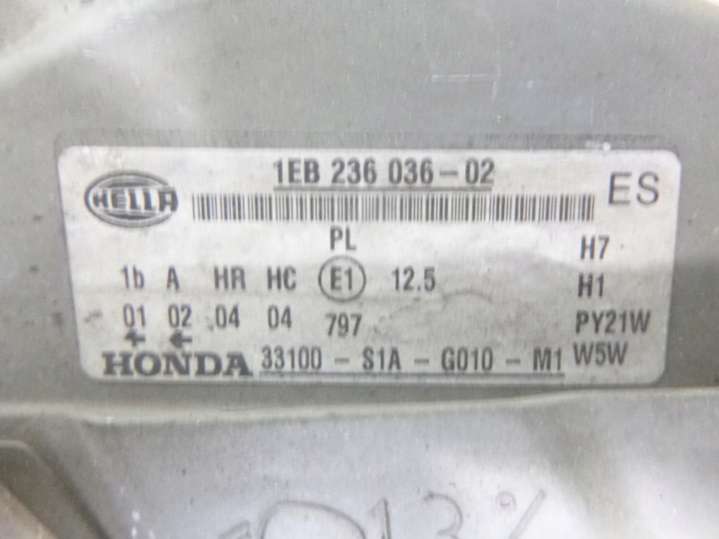 1EB 236 036-02
HELLA
ES
PL
H7
1b A HR HC E1 12.5
H1
01 02 04 04 797
PY21W
HONDA 33100 - S1A - G010 - M1
W5W